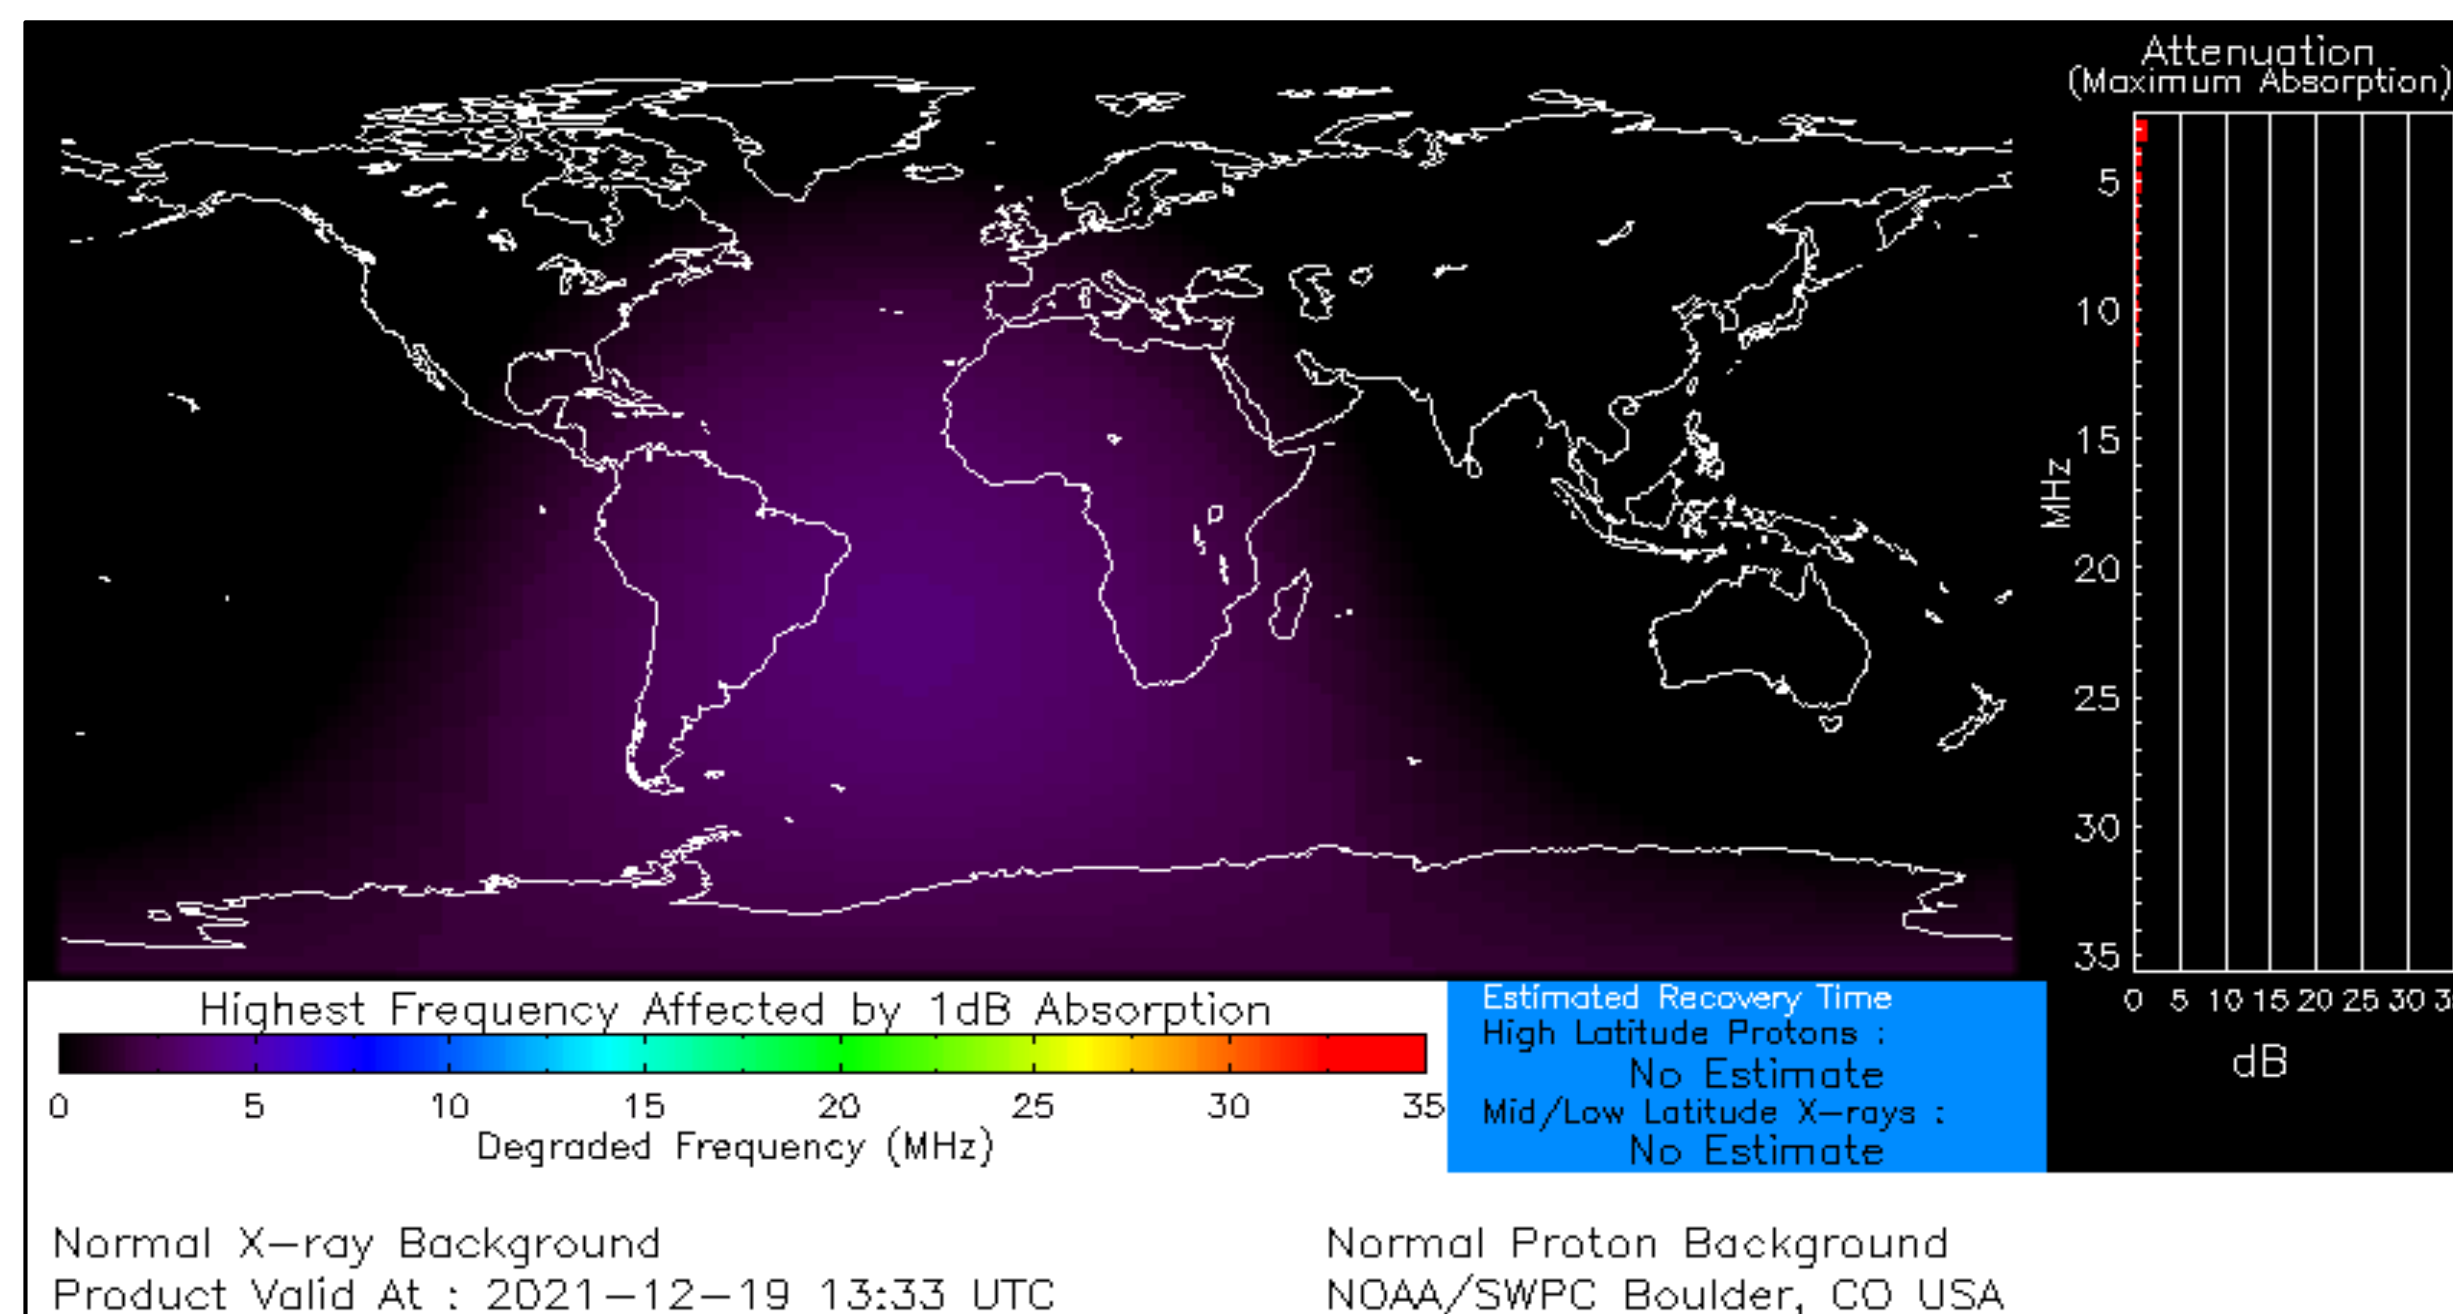 Attenuation
(Maximum Absorption)
5
10
15
20
25
30
35
MHz
0 5 10 15 20 25 30 3
dB
Highest Frequency Affected by 1dB Absorption
0 5 10 15 20 25 30 35
Degraded Frequency (MHz)
Estimated Recovery Time
High Latitude Protons :
No Estimate
Mid/Low Latitude X-rays :
No Estimate
Normal X-ray Background
Product Valid At : 2021-12-19 13:33 UTC
Normal Proton Background
NOAA/SWPC Boulder, CO USA